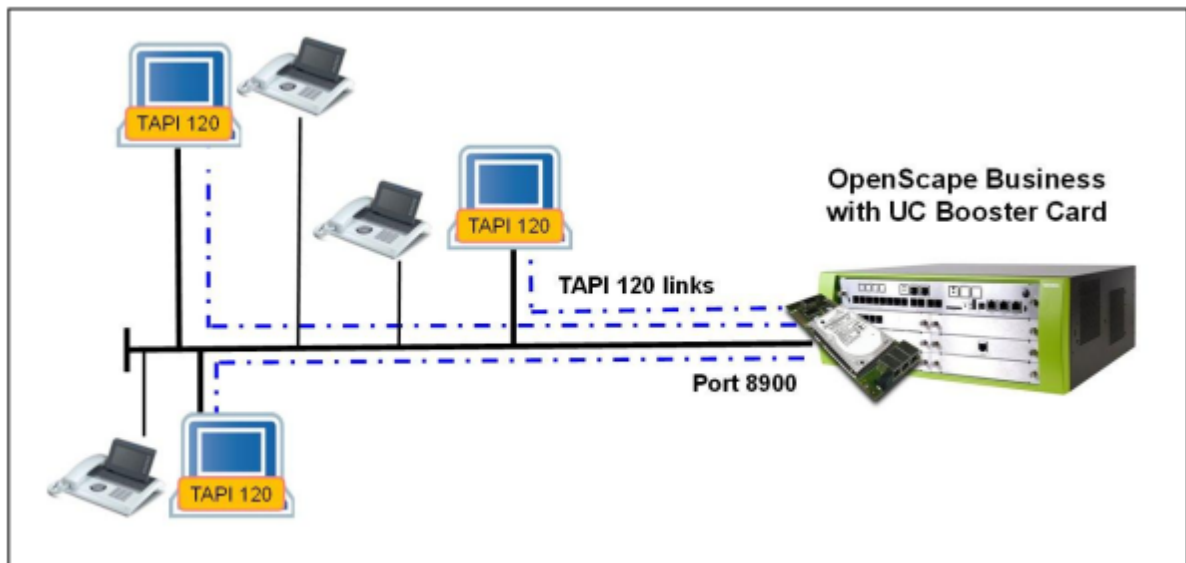 TAPI 120
TAPI 120
OpenScape Business
with UC Booster Card
TAPI 120 links
Port 8900
TAPI 120